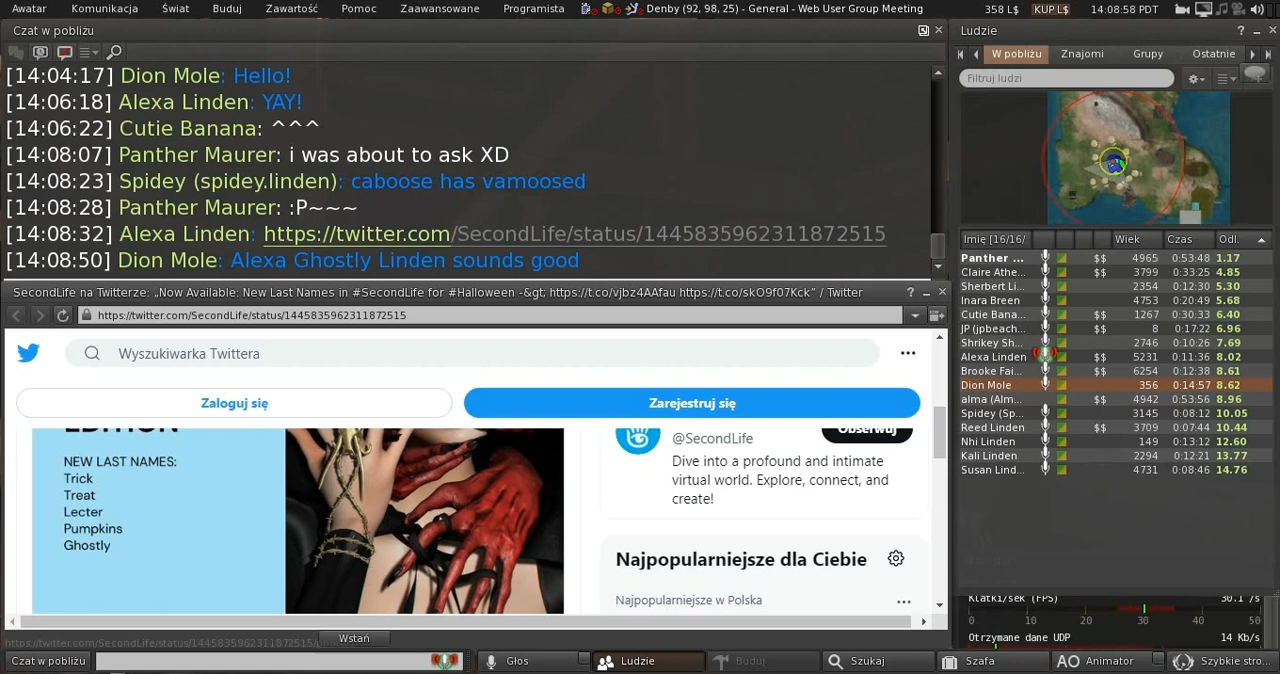 Awatar Komunikacja Świat Buduj Zawartość Pomoc Zaawansowane Programista Denby (92, 98, 25) - General - Web User Group Meeting 358 L$ KUP L$ 14:08:58 PDT
Czat w pobliżu
[14:04:17] Dion Mole: Hello!
[14:06:18] Alexa Linden: YAY!
[14:06:22] Cutie Banana: ^^^
[14:08:07] Panther Maurer: i was about to ask XD
[14:08:23] Spidey (spidey.linden): caboose has vamoosed
[14:08:28] Panther Maurer: :P~~~
[14:08:32] Alexa Linden: https://twitter.com/SecondLife/status/1445835962311872515
[14:08:50] Dion Mole: Alexa Ghostly Linden sounds good
SecondLife na Twitterze: „Now Available: New Last Names in #SecondLife for #Halloween -&gt; https://t.co/vjbz4AAfau https://t.co/skO9f07Kck” / Twitter
https://twitter.com/SecondLife/status/1445835962311872515
Wyszukiwarka Twittera
Zaloguj się
Zarejestruj się
EDITION
NEW LAST NAMES:
Trick
Treat
Lecter
Pumpkins
Ghostly
Obserwuj
@SecondLife
Dive into a profound and intimate
virtual world. Explore, connect, and
create!
Najpopularniejsze dla Ciebie
Najpopularniejsze w Polsce
https://twitter.com/SecondLife/status/1445835962311872515/p
Wstań
Ludzie
W pobliżu Znajomi Grupy Ostatnie
Filtruj ludzi
Imię [16/16/ Wiek Czas Odl.
Panther ... $$ 4965 0:53:48 1.17
Claire Athe... $$ 3799 0:33:25 4.85
Sherbert Li... 2354 0:12:30 5.30
Inara Breen 4753 0:20:49 5.68
Cutie Bana... $$ 1267 0:30:33 6.40
JP (jpbeach... $$ 8 0:17:22 6.96
Shrikey Sh... 2746 0:10:26 7.69
Alexa Linden $$ 5231 0:11:36 8.02
Brooke Fai... $$ 6254 0:12:38 8.61
Dion Mole 356 0:14:57 8.62
alma (Alm... $$ 4942 0:53:56 8.96
Spidey (Sp... 3145 0:08:12 10.05
Reed Linden $$ 3709 0:07:44 10.44
Nhi Linden 149 0:13:12 12.60
Kali Linden 2294 0:12:21 13.77
Susan Lind... 4731 0:08:46 14.76
Klatki/sek (FPS) 30.1 /s
0 10 20 30 40 50
Otrzymane dane UDP 14 Kb/s
Czat w pobliżu Głos Ludzie Buduj Szukaj Szafa AO Animator Szybkie stro...